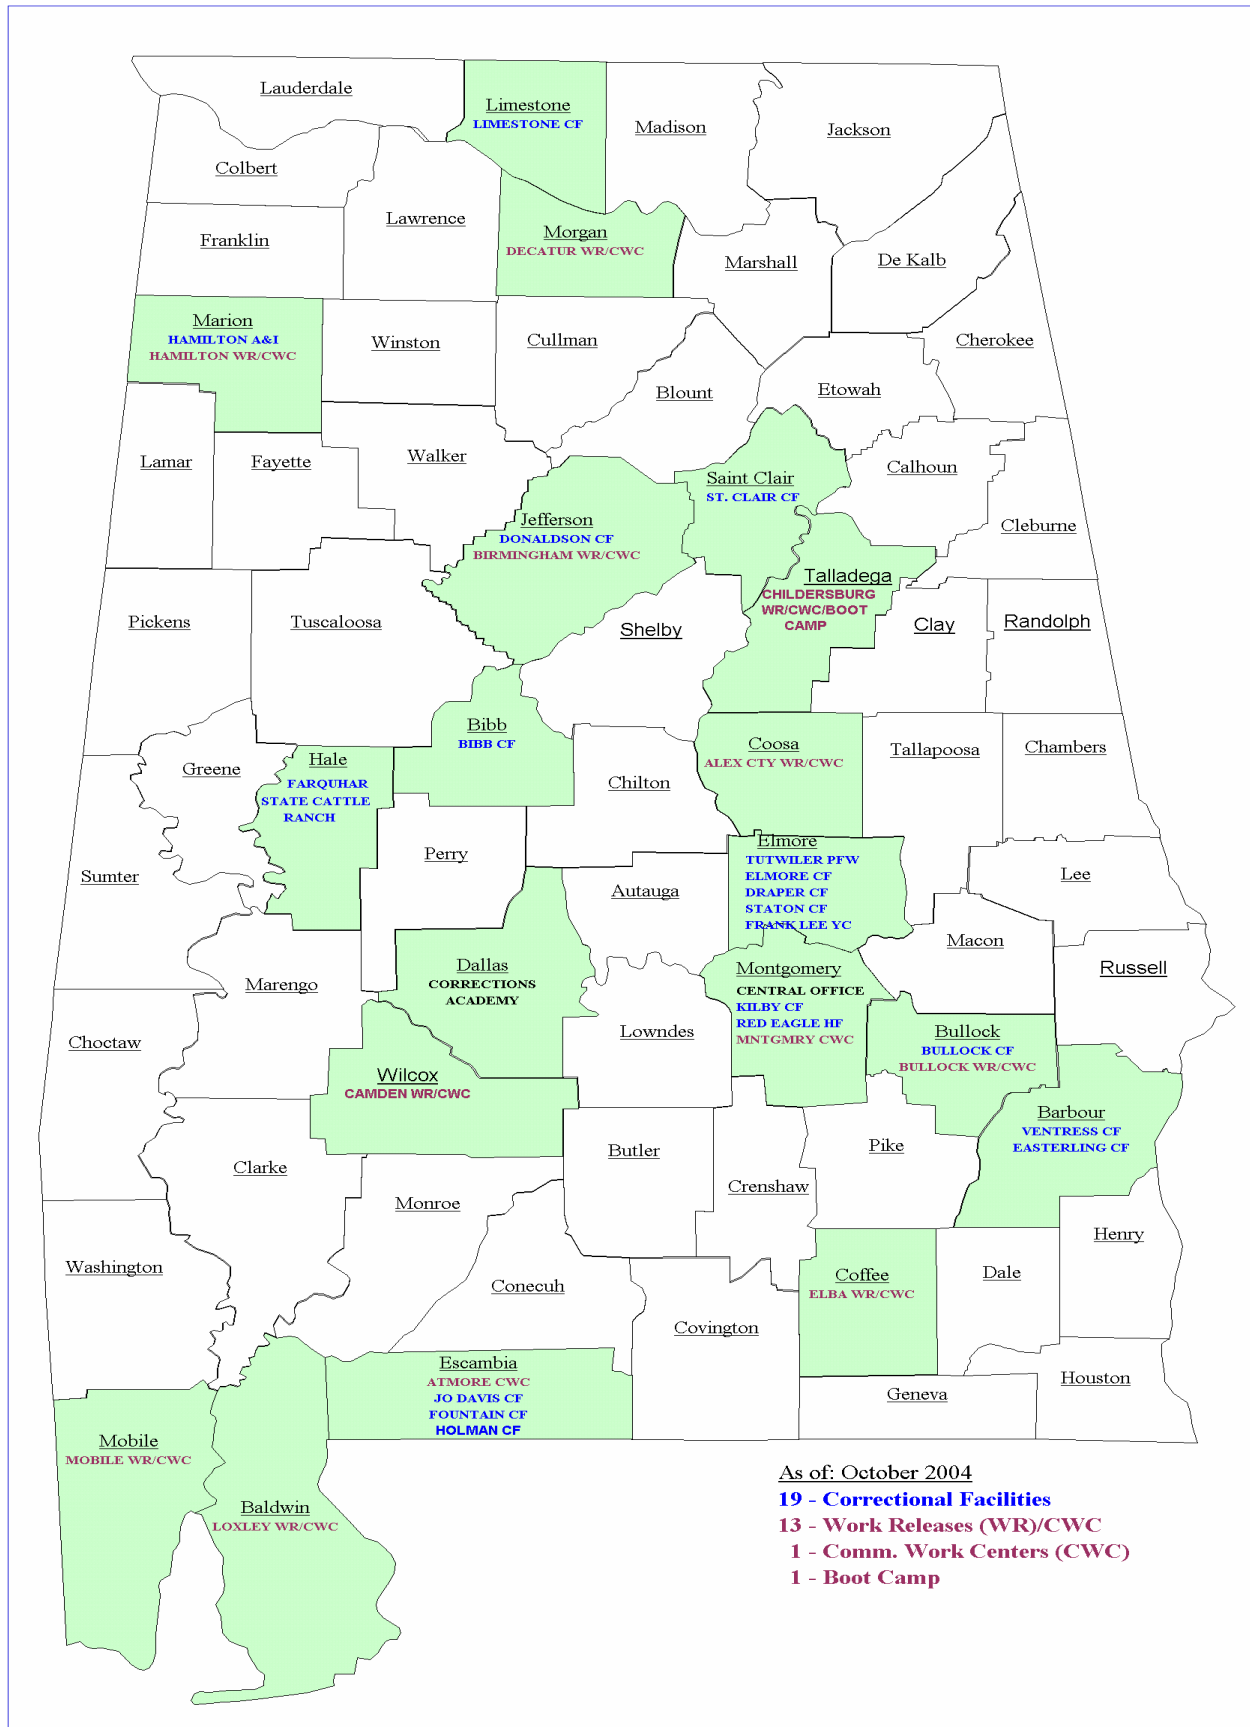 Lauderdale
Limestone
LIMESTONE CF
Madison
Jackson
Colbert
Lawrence
Franklin
Morgan
DECATUR WR/CWC
Marshall
De Kalb
Marion
HAMILTON A&I
HAMILTON WR/CWC
Winston
Cullman
Cherokee
Blount
Etowah
Lamar
Fayette
Walker
Saint Clair
ST. CLAIR CF
Calhoun
Jefferson
DONALDSON CF
BIRMINGHAM WR/CWC
Cleburne
Talladega
CHILDERSBURG
WR/CWC/BOOT
CAMP
Pickens
Tuscaloosa
Shelby
Clay
Randolph
Bibb
BIBB CF
Coosa
ALEX CTY WR/CWC
Tallapoosa
Chambers
Greene
Hale
FARQUHAR
STATE CATTLE
RANCH
Chilton
Elmore
TUTWILER PFW
ELMORE CF
DRAPER CF
STATON CF
FRANK LEE YC
Perry
Sumter
Autauga
Lee
Macon
Dallas
CORRECTIONS
ACADEMY
Montgomery
CENTRAL OFFICE
KILBY CF
RED EAGLE HF
MNTGMRY CWC
Russell
Marengo
Choctaw
Lowndes
Bullock
BULLOCK CF
BULLOCK WR/CWC
Wilcox
CAMDEN WR/CWC
Barbour
VENTRESS CF
EASTERLING CF
Clarke
Butler
Pike
Crenshaw
Monroe
Henry
Washington
Conecuh
Coffee
ELBA WR/CWC
Dale
Covington
Escambia
ATMORE CWC
JO DAVIS CF
FOUNTAIN CF
HOLMAN CF
Houston
Geneva
Mobile
MOBILE WR/CWC
Baldwin
LOXLEY WR/CWC
As of: October 2004
19 - Correctional Facilities
13 - Work Releases (WR)/CWC
1 - Comm. Work Centers (CWC)
1 - Boot Camp